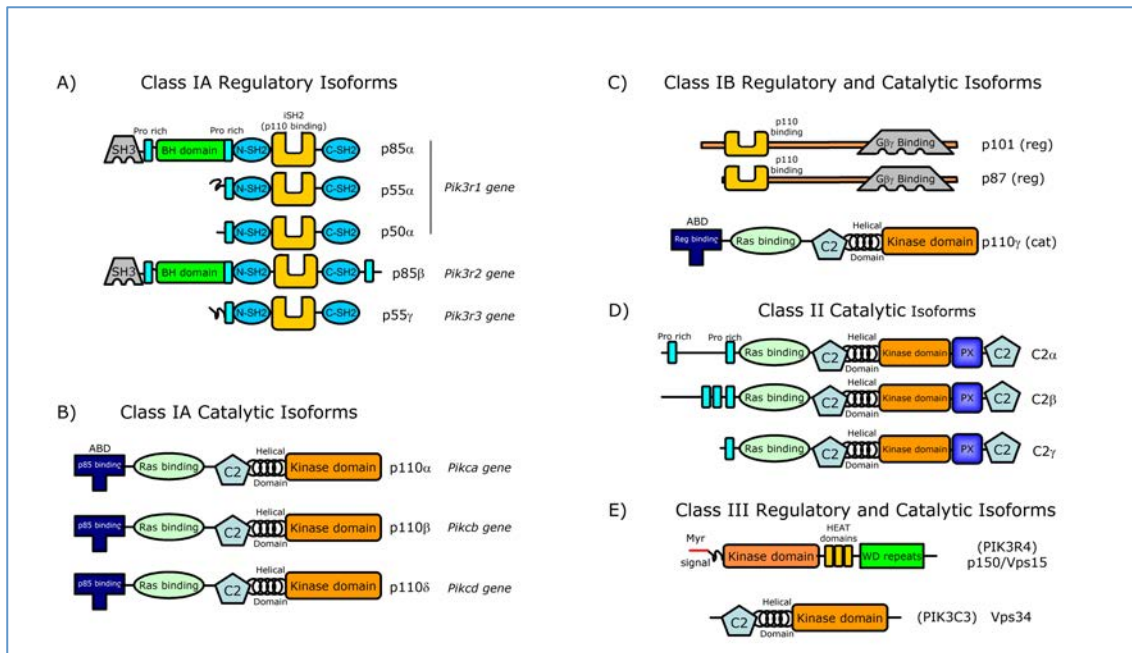 A) Class IA Regulatory Isoforms
iSH2
Pro rich Pro rich (p110 binding)
SH3 BH domain N-SH2 C-SH2 p85α
N-SH2 C-SH2 p55α Pik3r1 gene
N-SH2 C-SH2 p50α
SH3 BH domain N-SH2 C-SH2 p85β Pik3r2 gene
N-SH2 C-SH2 p55γ Pik3r3 gene
B) Class IA Catalytic Isoforms
ABD Helical
p85 binding Ras binding C2 Kinase domain p110α Pikca gene
Domain
Helical
p85 binding Ras binding C2 Kinase domain p110β Pikcb gene
Domain
Helical
p85 binding Ras binding C2 Kinase domain p110δ Pikcd gene
Domain
C) Class IB Regulatory and Catalytic Isoforms
p110
binding
Gβγ Binding p101 (reg)
p110
binding
Gβγ Binding p87 (reg)
ABD Helical
Reg binding Ras binding C2 Kinase domain p110γ (cat)
Domain
D) Class II Catalytic Isoforms
Pro rich Pro rich Helical
Ras binding C2 Kinase domain PX C2 C2α
Domain
Helical
Ras binding C2 Kinase domain PX C2 C2β
Domain
Helical
Ras binding C2 Kinase domain PX C2 C2γ
Domain
E) Class III Regulatory and Catalytic Isoforms
HEAT
Myr domains (PIK3R4)
signal Kinase domain WD repeats p150/Vps15
Helical
C2 Kinase domain (PIK3C3) Vps34
Domain